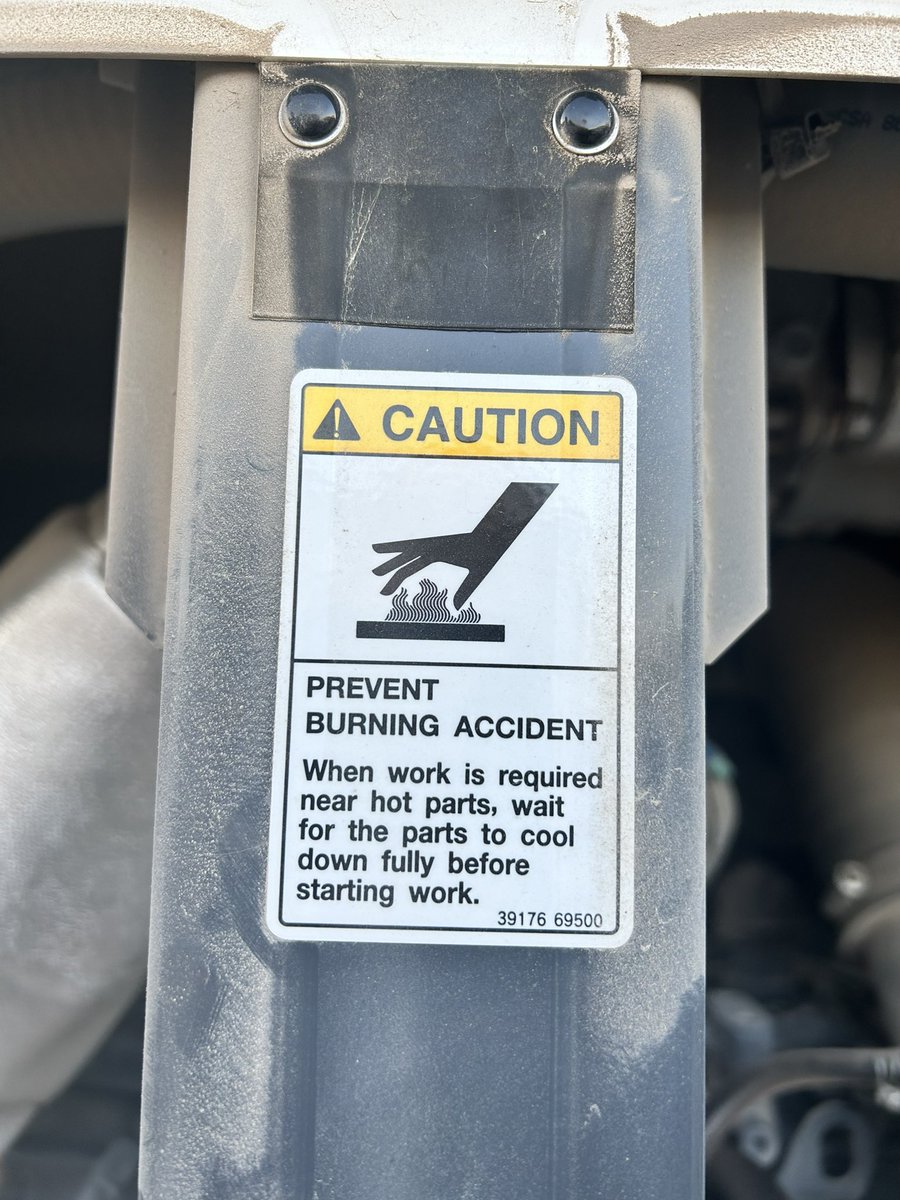 CAUTION
PREVENT
BURNING ACCIDENT
When work is required
near hot parts, wait
for the parts to cool
down fully before
starting work.
39176 69500